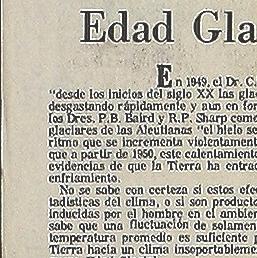 Edad Gla
En 1949, el Dr. C.
"desde los inicios del siglo XX las glac
desgastando rápidamente y aun en for
los Dres. P.B. Baird y R.P. Sharp come
glaciares de las Aleutianas "el hielo se
ritmo que se incrementa violentament
que a partir de 1950, este calentamiento
evidencias de que la Tierra ha entrad
enfriamiento.
No se sabe con certeza si estos efec
tadísticas del clima, o si son producto
inducidas por el hombre en el ambien
sabe que una fluctuación de solamen
temperatura promedio es suficiente p
Tierra hacia un clima insoportableme